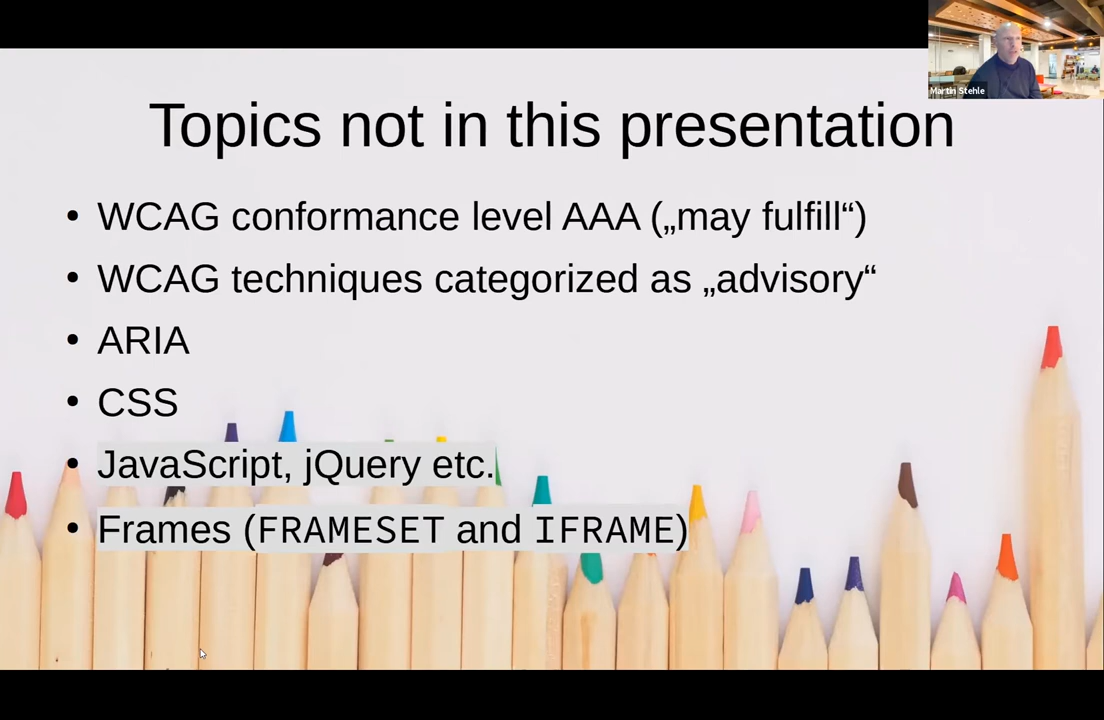 Martin Stehle
Topics not in this presentation
• WCAG conformance level AAA („may fulfill“)
• WCAG techniques categorized as „advisory“
• ARIA
• CSS
• JavaScript, jQuery etc.
• Frames (FRAMESET and IFRAME)